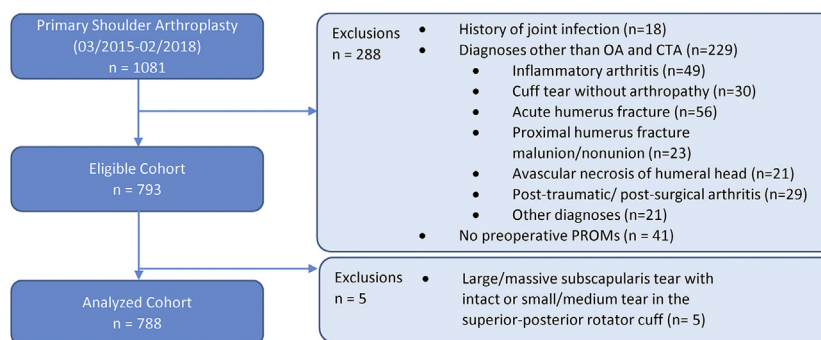 Primary Shoulder Arthroplasty
(03/2015-02/2018)
n = 1081
Exclusions
n = 288
• History of joint infection (n=18)
• Diagnoses other than OA and CTA (n=229)
• Inflammatory arthritis (n=49)
• Cuff tear without arthropathy (n=30)
• Acute humerus fracture (n=56)
• Proximal humerus fracture
malunion/nonunion (n=23)
• Avascular necrosis of humeral head (n=21)
• Post-traumatic/ post-surgical arthritis (n=29)
• Other diagnoses (n=21)
• No preoperative PROMs (n = 41)
Eligible Cohort
n = 793
Exclusions
n = 5
• Large/massive subscapularis tear with
intact or small/medium tear in the
superior-posterior rotator cuff (n= 5)
Analyzed Cohort
n = 788